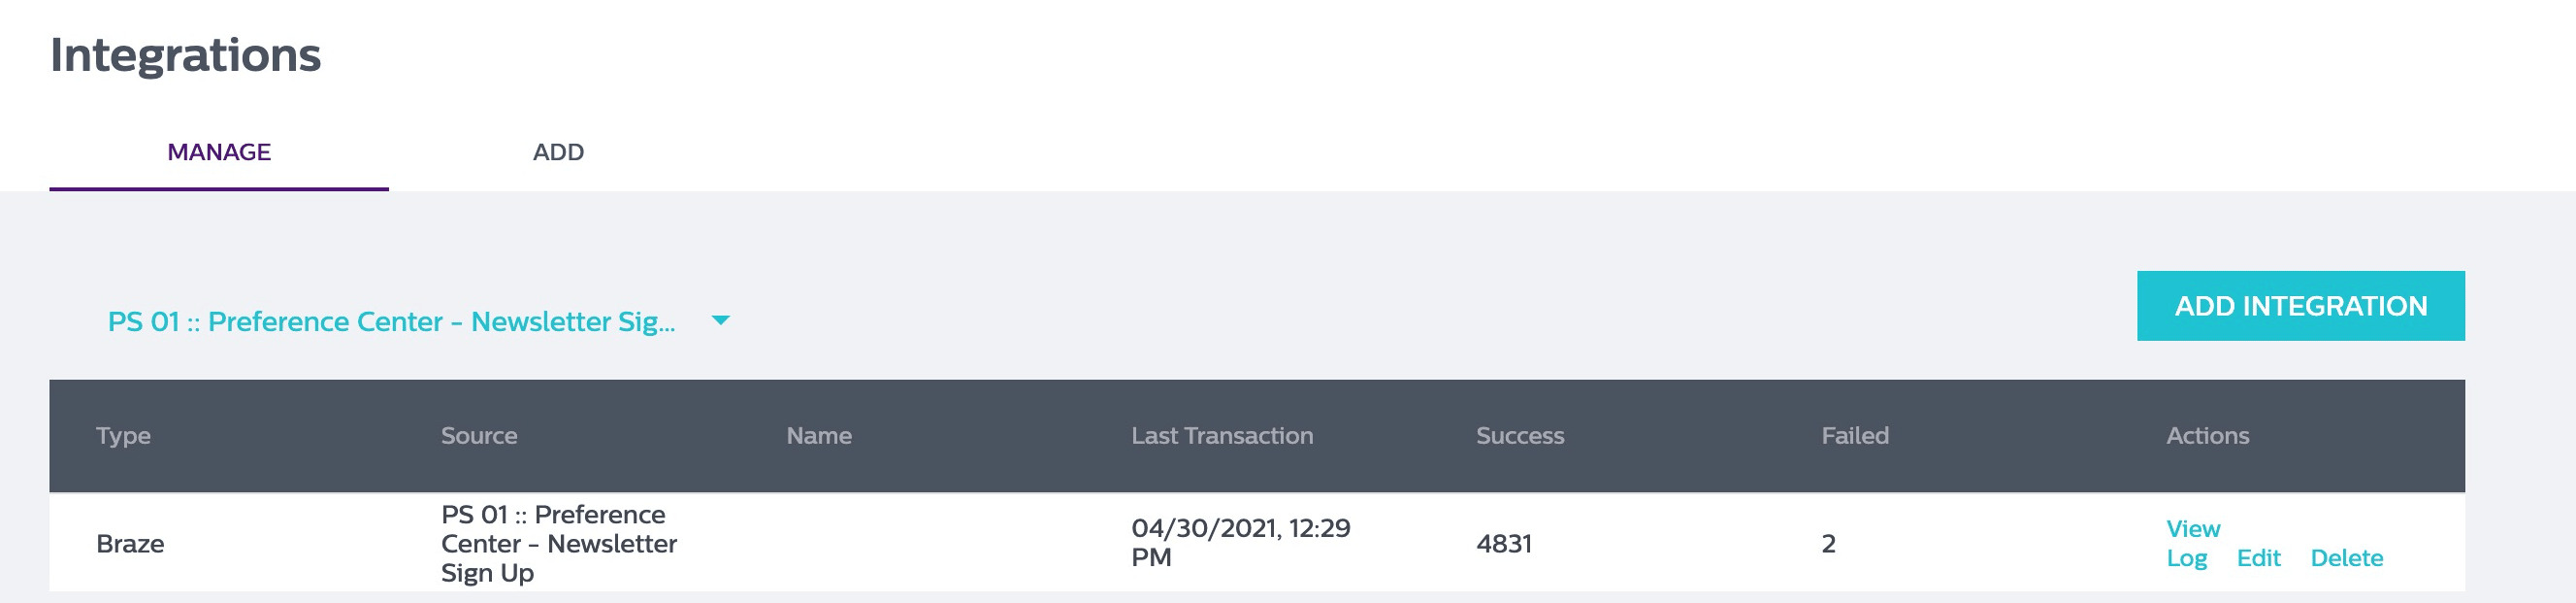 Integrations
MANAGE ADD
PS 01 :: Preference Center - Newsletter Sig...
ADD INTEGRATION
Type Source Name Last Transaction Success Failed Actions
Braze
PS 01 :: Preference
Center - Newsletter
Sign Up
04/30/2021, 12:29
PM
4831
2
View
Log Edit Delete